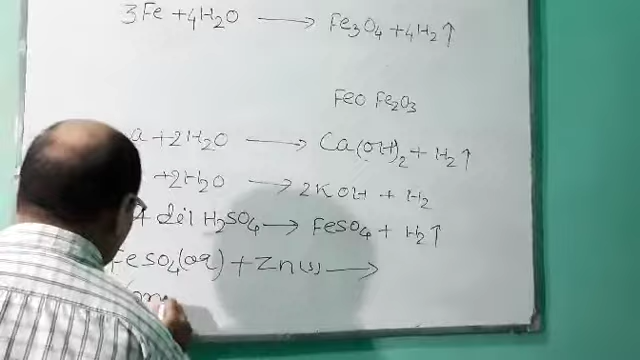 3Fe + 4H₂O ⟶ Fe₃O₄ + 4H₂↑
FeO Fe₂O₃
a + 2H₂O ⟶ Ca(OH)₂ + H₂↑
+ 2H₂O ⟶ 2KOH + H₂
dil H₂SO₄ ⟶ FeSO₄ + H₂↑
FeSO₄(aq) + Zn(s) ⟶